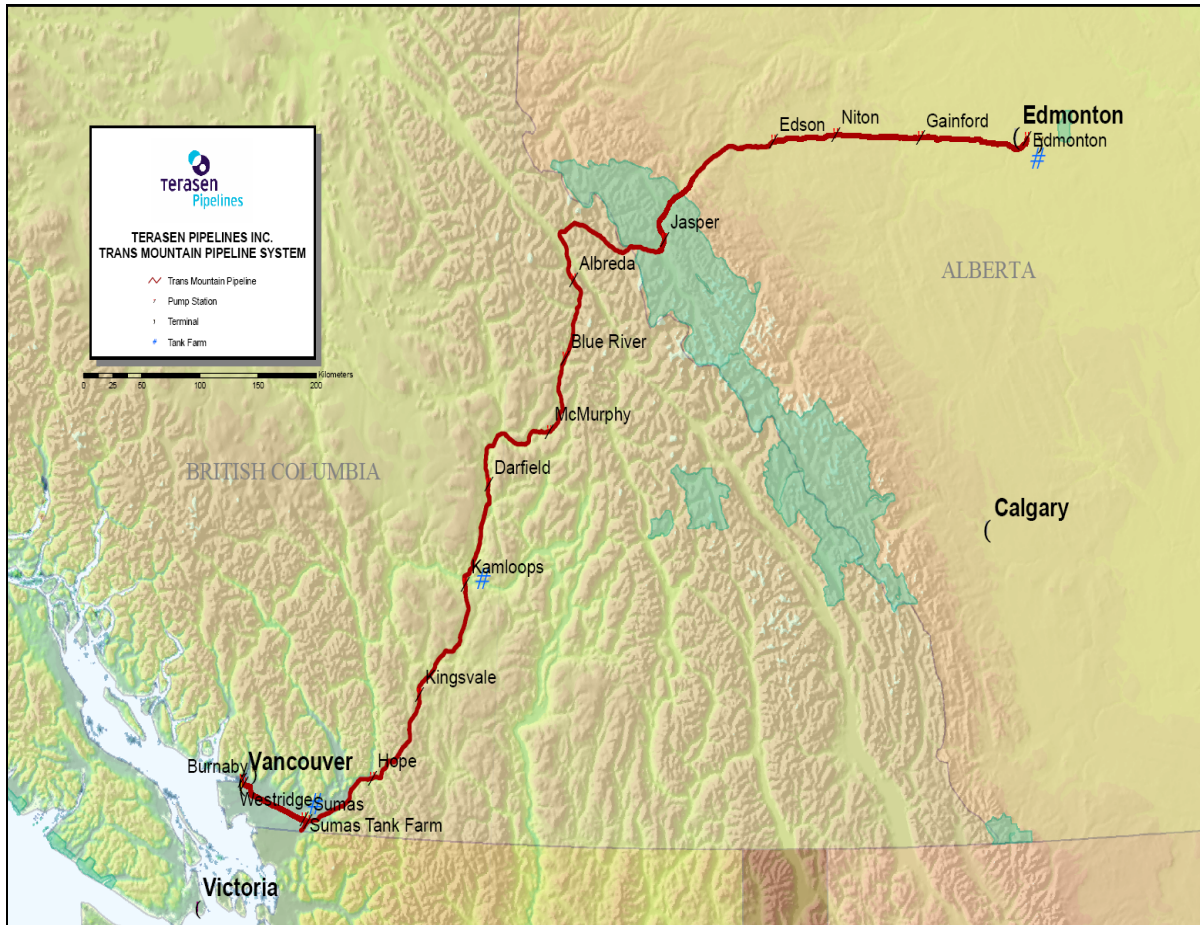 Terasen
Pipelines
TERASEN PIPELINES INC.
TRANS MOUNTAIN PIPELINE SYSTEM
Trans Mountain Pipeline
Pump Station
Terminal
# Tank Farm
Kilometers
0 25 50 100 150 200
Edson
Niton
Gainford
Edmonton
Edmonton
#
Jasper
Albreda
ALBERTA
Blue River
McMurphy
BRITISH COLUMBIA
Darfield
Calgary
Kamloops
#
Kingsvale
Burnaby
Vancouver
Hope
Westridge
#
Sumas
Sumas Tank Farm
Victoria